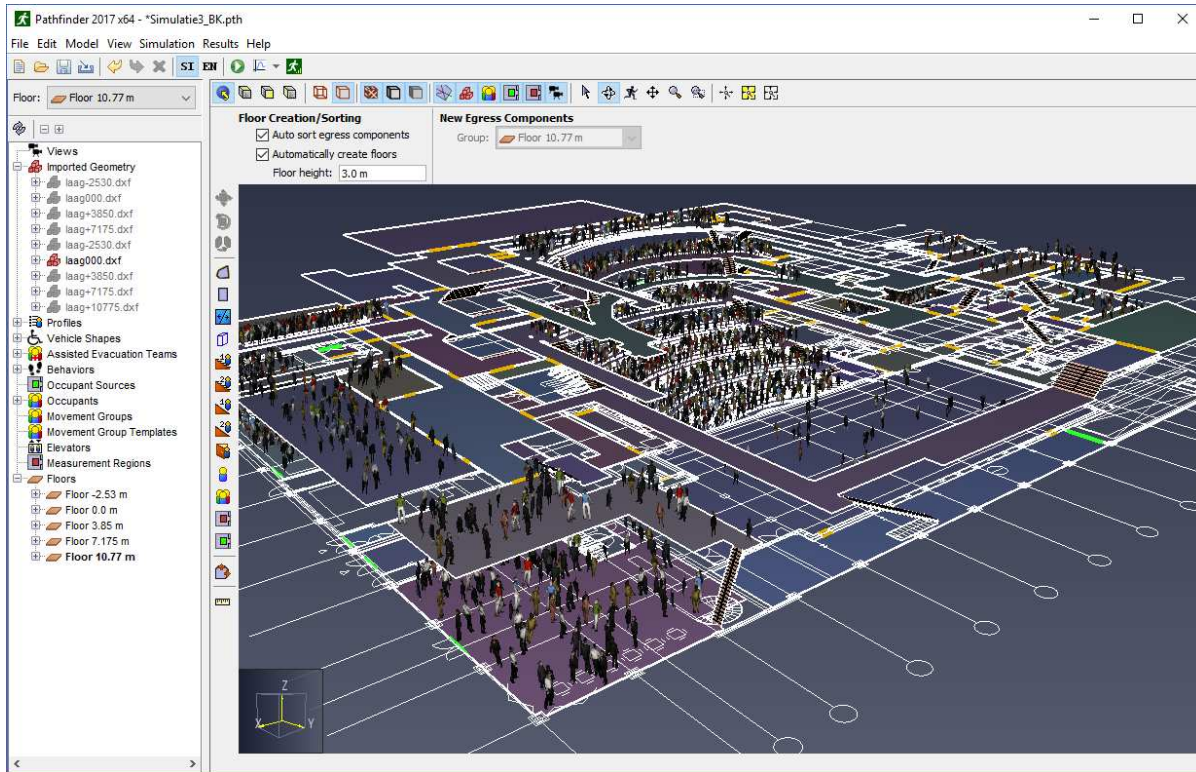 Pathfinder 2017 x64 - *Simulatie3_BK.pth
File Edit Model View Simulation Results Help
SI EN
Floor: Floor 10.77 m
Floor Creation/Sorting
Auto sort egress components
Automatically create floors
Floor height: 3.0 m
New Egress Components
Group: Floor 10.77 m
Views
Imported Geometry
laag-2530.dxf
laag000.dxf
laag+3850.dxf
laag+7175.dxf
laag-2530.dxf
laag000.dxf
laag+3850.dxf
laag+7175.dxf
laag+10775.dxf
Profiles
Vehicle Shapes
Assisted Evacuation Teams
Behaviors
Occupant Sources
Occupants
Movement Groups
Movement Group Templates
Elevators
Measurement Regions
Floors
Floor -2.53 m
Floor 0.0 m
Floor 3.85 m
Floor 7.175 m
Floor 10.77 m
Z
X Y